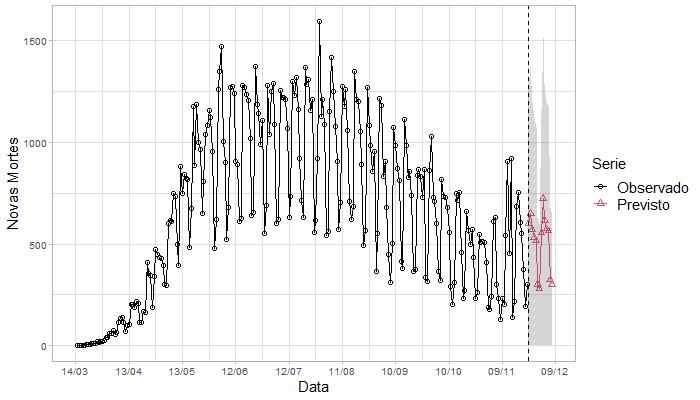 Novas Mortes
1500
1000
500
0
14/03 13/04 13/05 12/06 12/07 11/08 10/09 10/10 09/11 09/12
Data
Serie
Observado
Previsto